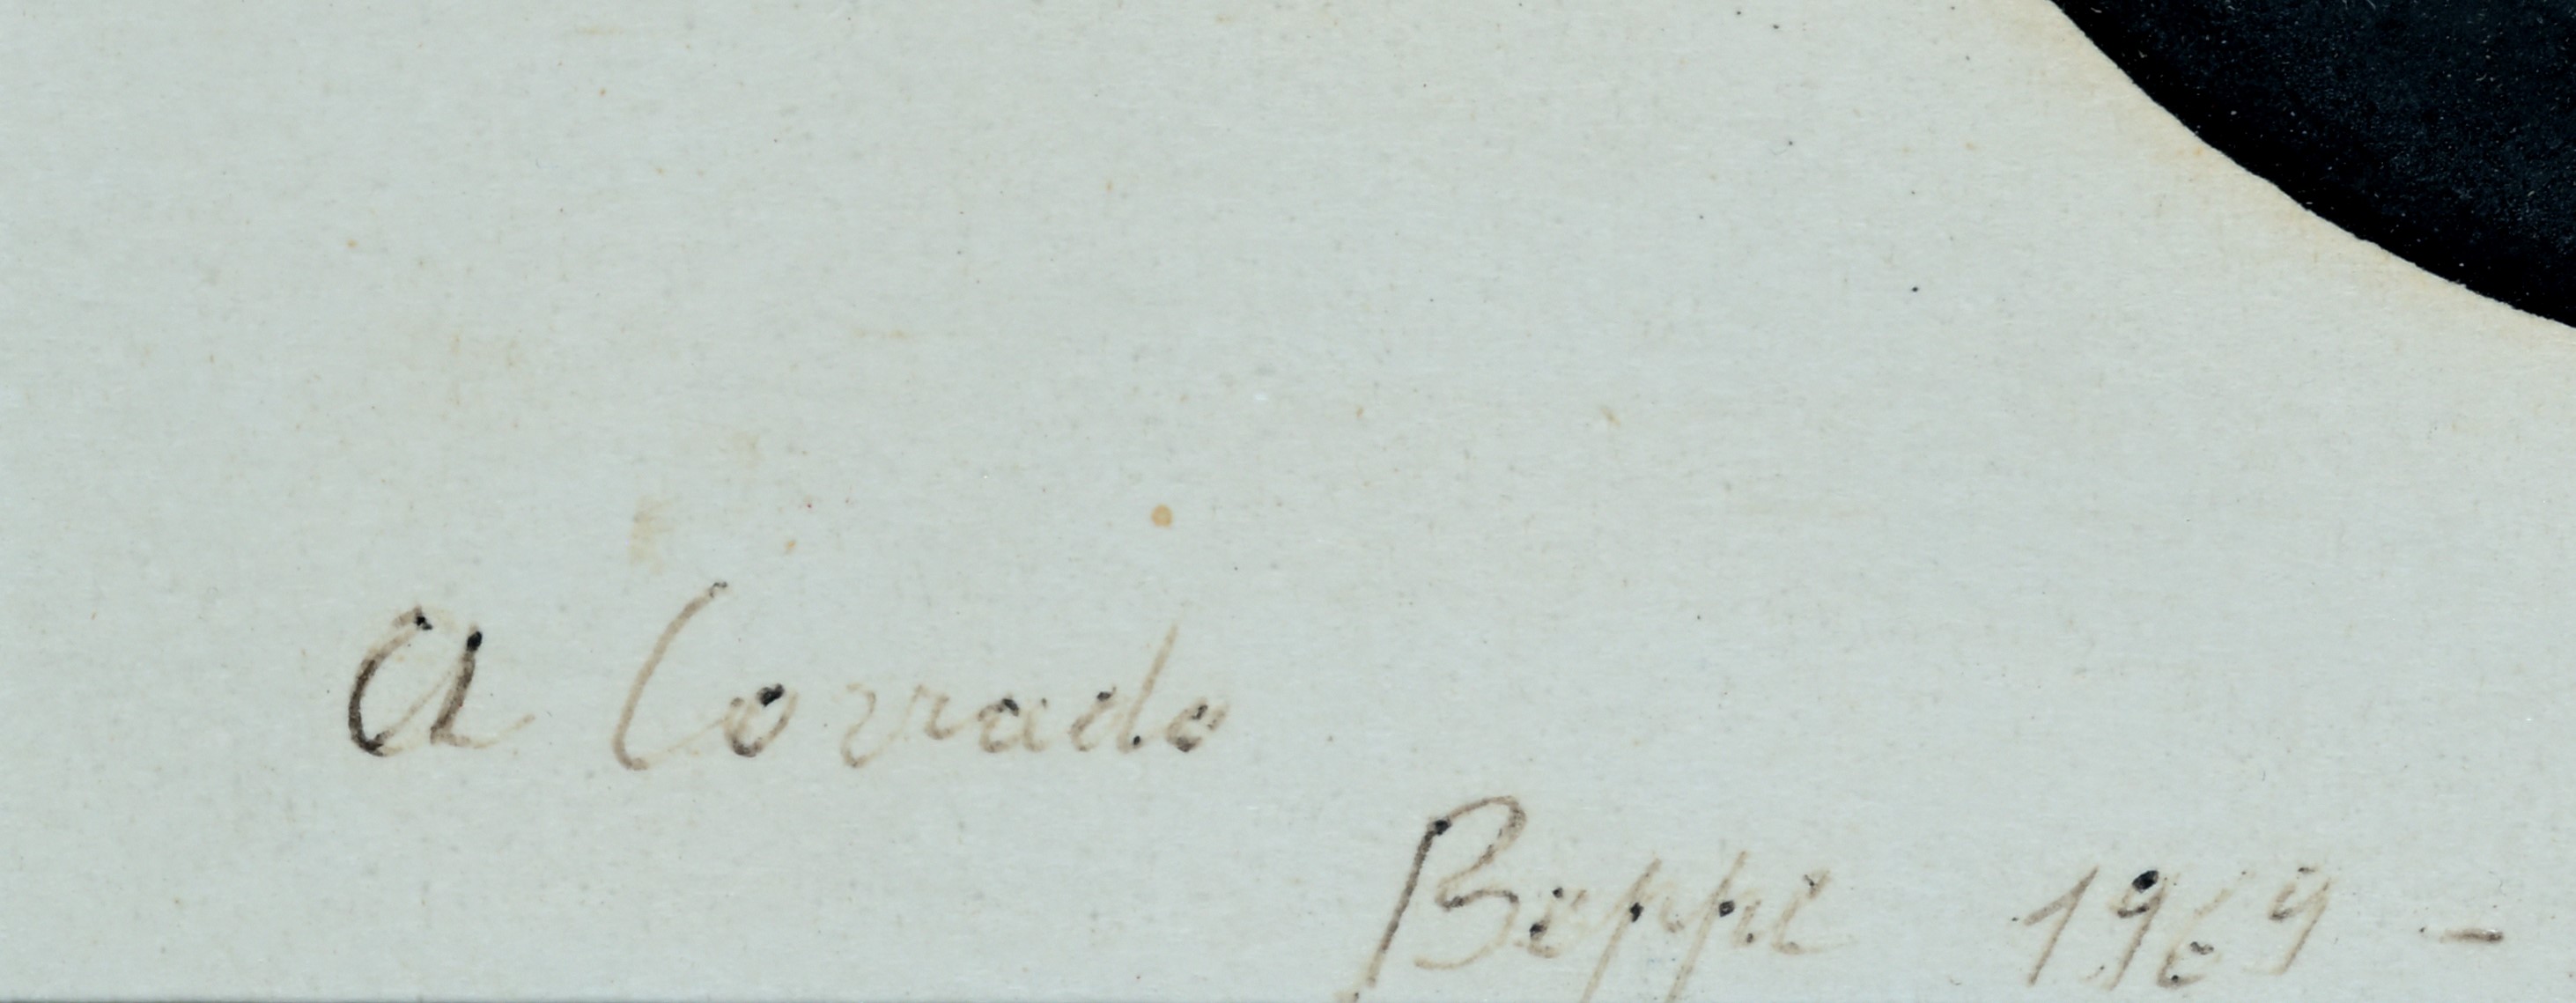 A Corrado
Beppe 1969 -